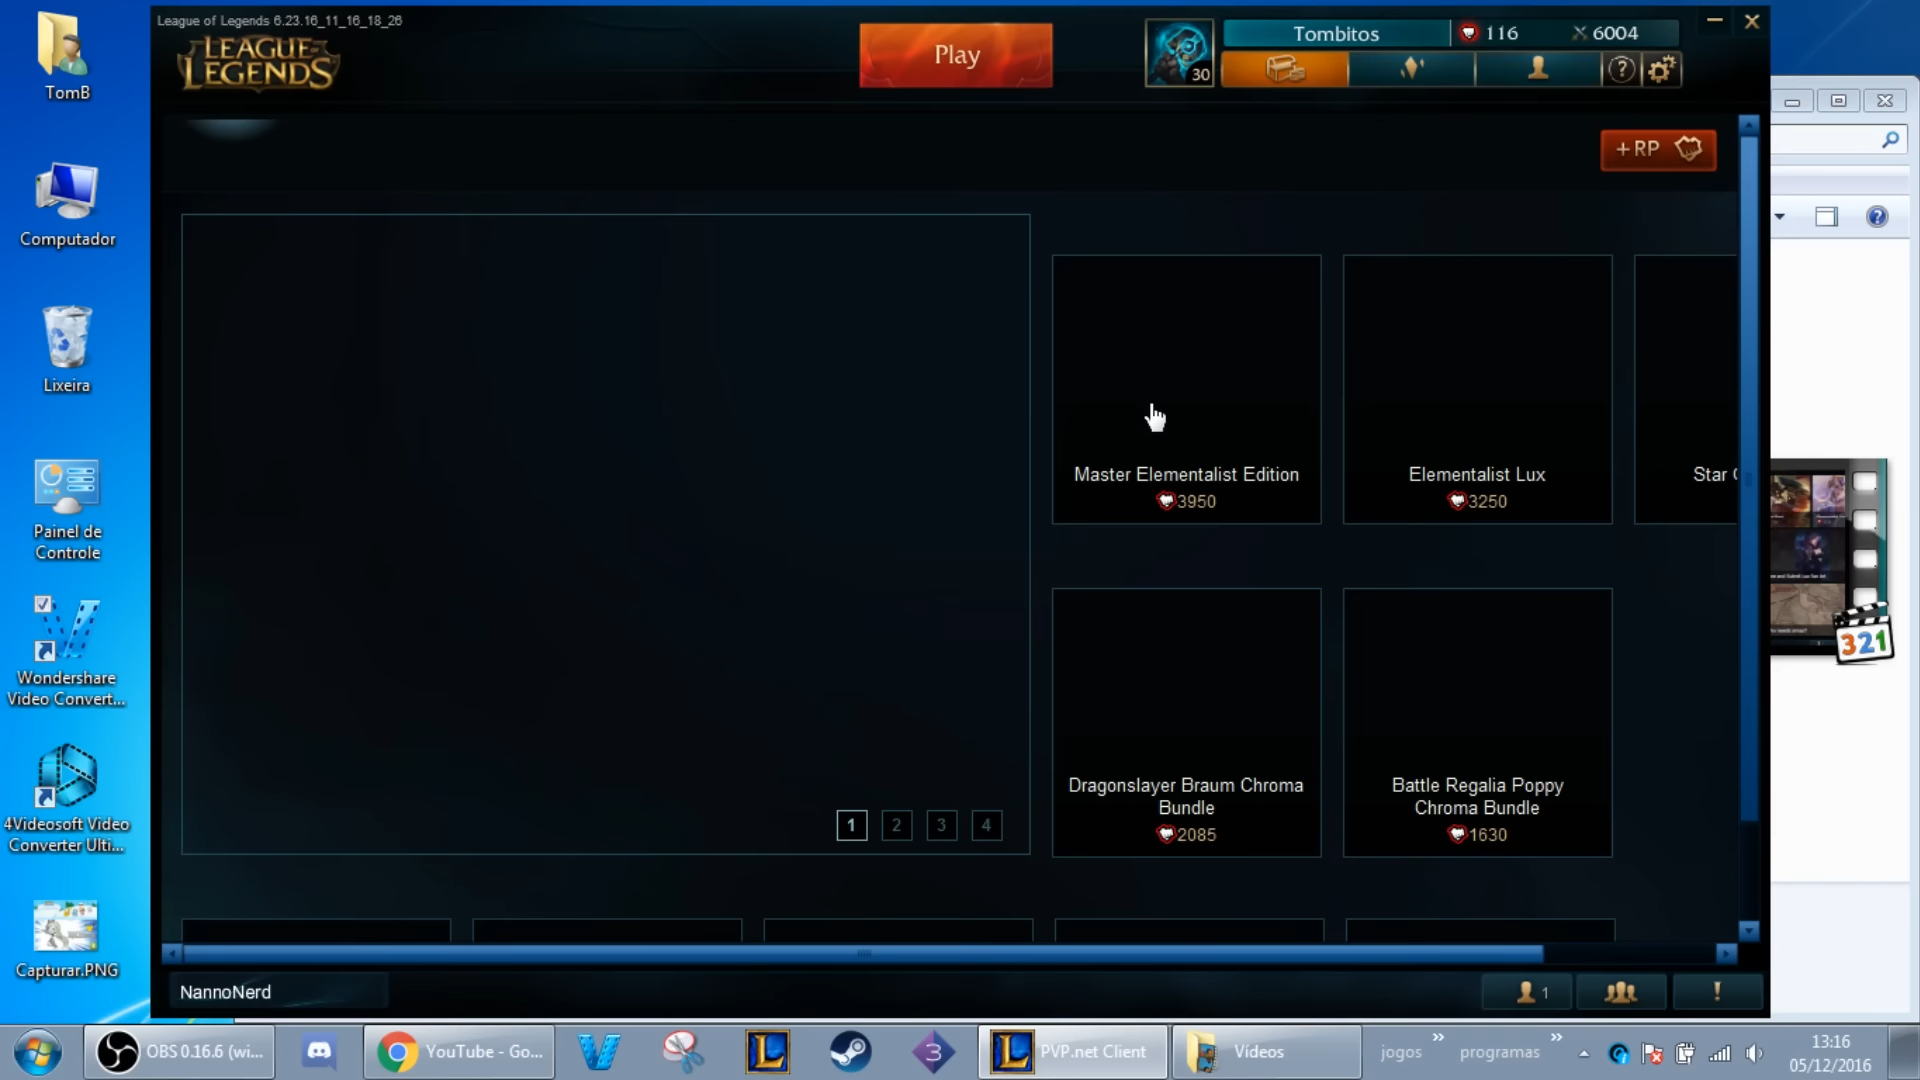 League of Legends 6.23.16_11_16_18_26
LEAGUE OF LEGENDS
Play
30
Tombitos
116
6004
?
+RP
TomB
Computador
Lixeira
Painel de
Controle
Wondershare
Video Convert...
4Videosoft Video
Converter Ulti...
Capturar.PNG
Master Elementalist Edition
3950
Elementalist Lux
3250
Star
Dragonslayer Braum Chroma
Bundle
2085
Battle Regalia Poppy
Chroma Bundle
1630
1
2
3
4
321
NannoNerd
1
!
OBS 0.16.6 (wi...
YouTube - Go...
3
L
PVP.net Client
Vídeos
jogos
programas
13:16
05/12/2016